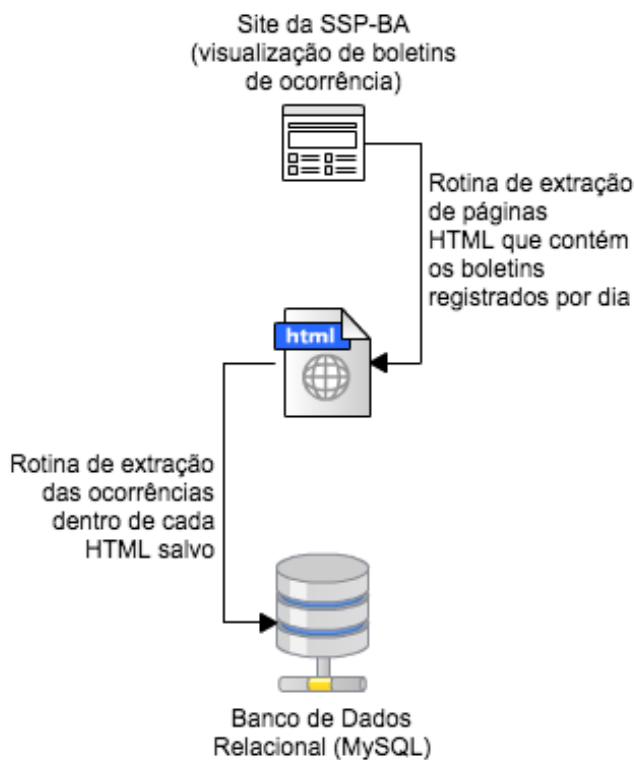 Site da SSP-BA
(visualização de boletins
de ocorrência)
Rotina de extração
de páginas
HTML que contém
os boletins
registrados por dia
html
Rotina de extração
das ocorrências
dentro de cada
HTML salvo
Banco de Dados
Relacional (MySQL)